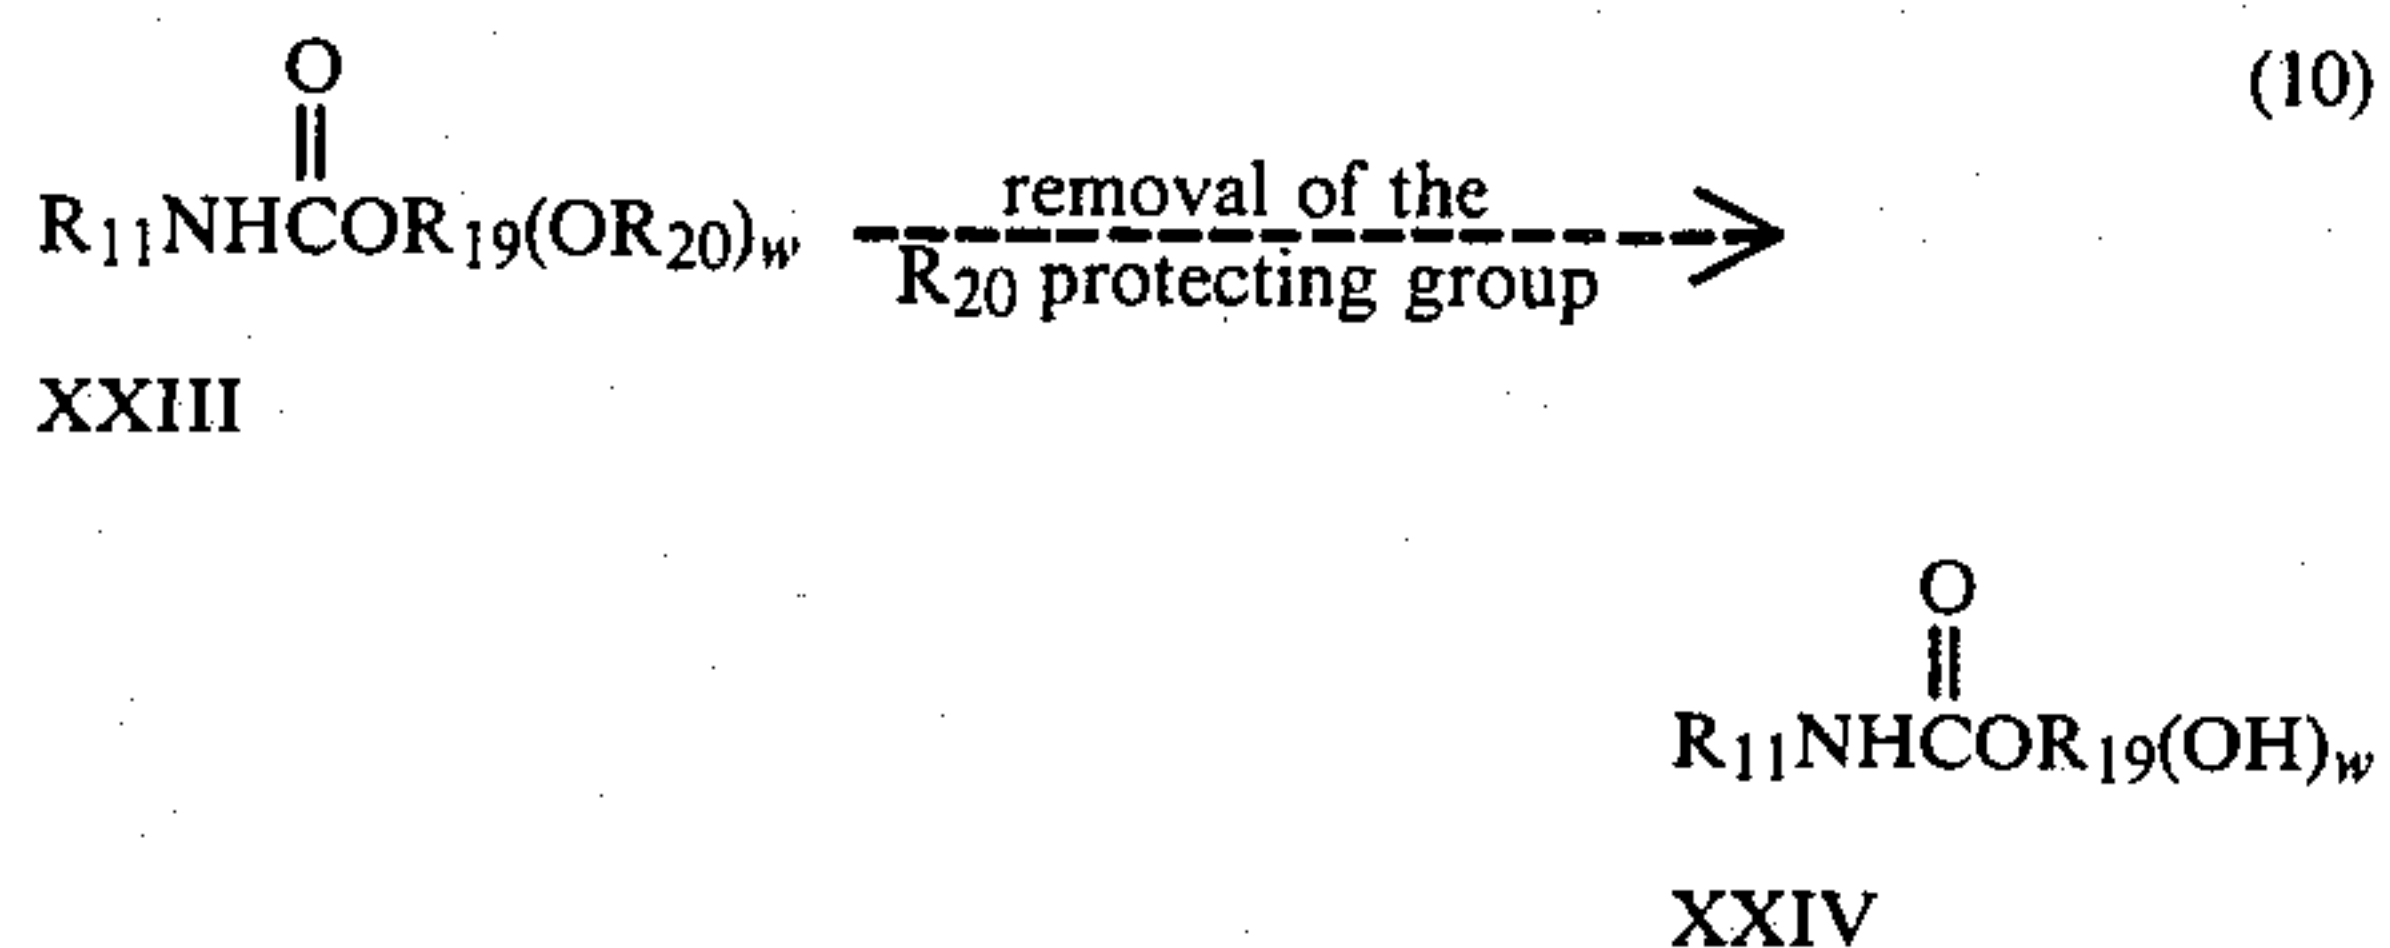 O
(10)
||
R₁₁NHCOR₁₉(OR₂₀)w
removal of the
R₂₀ protecting group
XXIII
O
||
R₁₁NHCOR₁₉(OH)w
XXIV